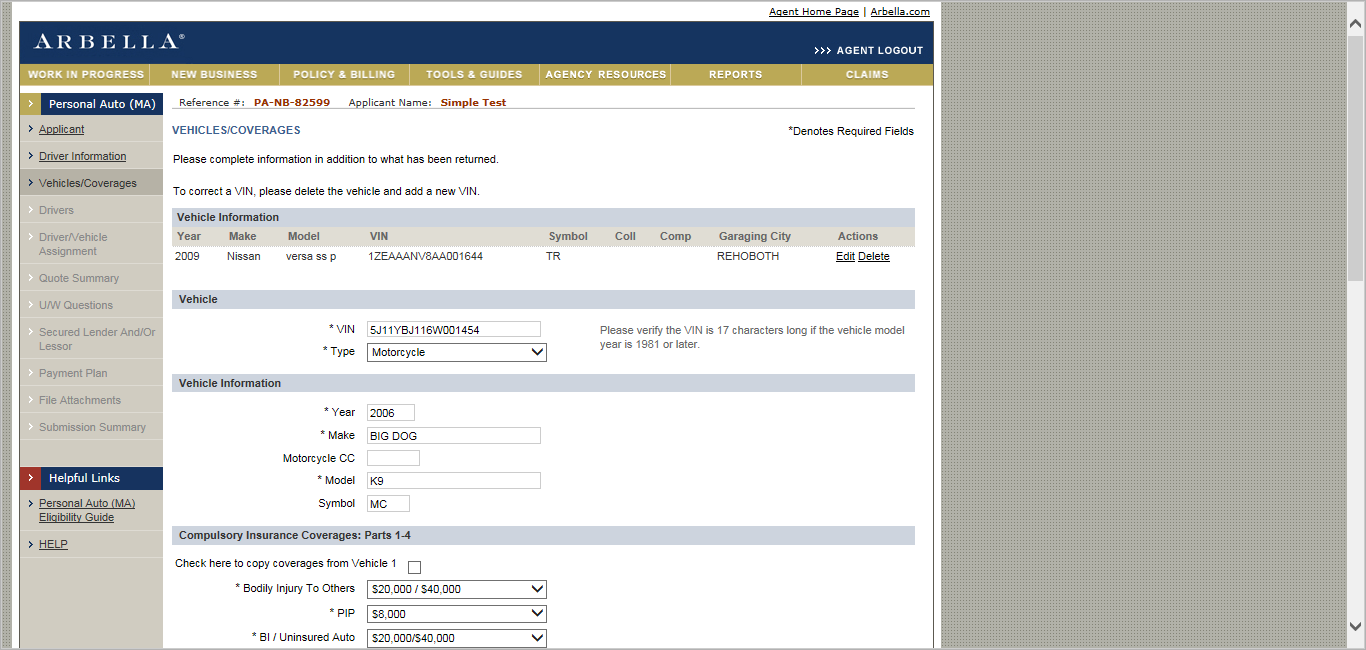 Agent Home Page | Arbella.com
ARBELLA®
>>> AGENT LOGOUT
WORK IN PROGRESS NEW BUSINESS POLICY & BILLING TOOLS & GUIDES AGENCY RESOURCES REPORTS CLAIMS
Personal Auto (MA)
Applicant
Driver Information
Vehicles/Coverages
Drivers
Driver/Vehicle
Assignment
Quote Summary
U/W Questions
Secured Lender And/Or
Lessor
Payment Plan
File Attachments
Submission Summary
Helpful Links
Personal Auto (MA)
Eligibility Guide
HELP
Reference #: PA-NB-82599 Applicant Name: Simple Test
VEHICLES/COVERAGES
*Denotes Required Fields
Please complete information in addition to what has been returned.
To correct a VIN, please delete the vehicle and add a new VIN.
Vehicle Information
Year Make Model VIN Symbol Coll Comp Garaging City Actions
2009 Nissan versa ss p 1ZEAAANV8AA001644 TR REHOBOTH Edit Delete
Vehicle
* VIN 5J11YBJ116W001454
Please verify the VIN is 17 characters long if the vehicle model
year is 1981 or later.
* Type Motorcycle
Vehicle Information
* Year 2006
* Make BIG DOG
Motorcycle CC
* Model K9
Symbol MC
Compulsory Insurance Coverages: Parts 1-4
Check here to copy coverages from Vehicle 1
* Bodily Injury To Others $20,000 / $40,000
* PIP $8,000
* BI / Uninsured Auto $20,000/$40,000